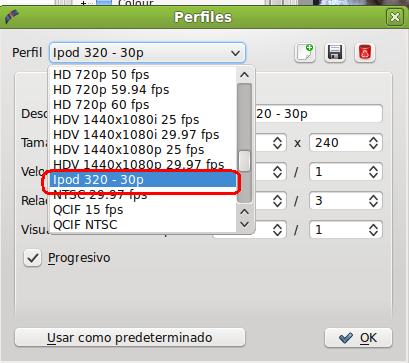 Colour
Perfiles
Perfil Ipod 320 - 30p
HD 720p 50 fps
HD 720p 59.94 fps
HD 720p 60 fps
HDV 1440x1080i 25 fps
HDV 1440x1080i 29.97 fps
HDV 1440x1080p 25 fps
HDV 1440x1080p 29.97 fps
Ipod 320 - 30p
NTSC 29.97 fps
QCIF 15 fps
QCIF NTSC
Desc 20 - 30p
Tama x 240
Velo / 1
Relac / 3
Visua / 1
Progresivo
Usar como predeterminado
OK